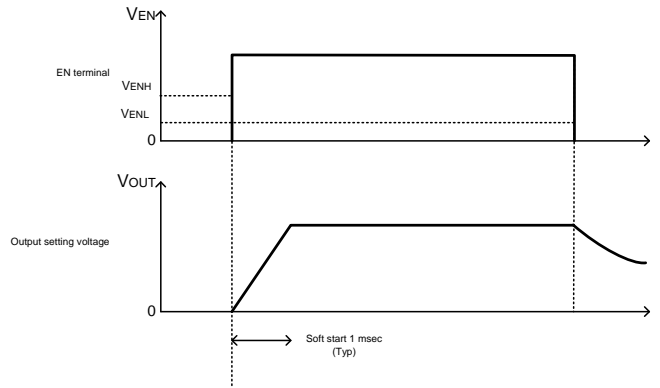 VEN
EN terminal
VENH
VENL
0
VOUT
Output setting voltage
0
Soft start 1 msec
(Typ)